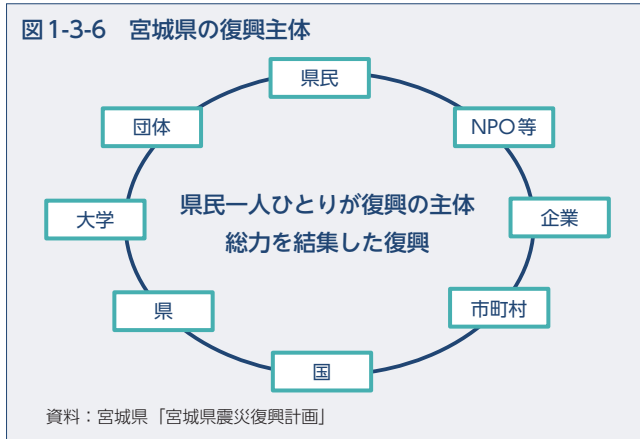 図1-3-6　宮城県の復興主体
県民
団体
NPO等
大学
県民一人ひとりが復興の主体
総力を結集した復興
企業
県
市町村
国
資料：宮城県「宮城県震災復興計画」